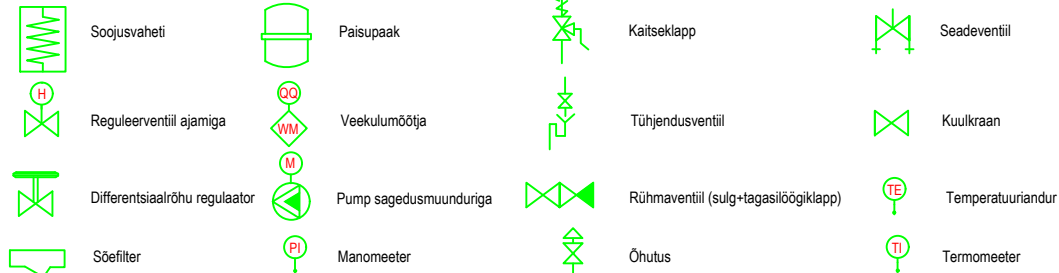 Soojusvaheti
Paisupaak
Kaitseklapp
Seadeventiil
H
Reguleerventiil ajamiga
QQ
WM
Veekulumõõtja
Tühjendusventiil
Kuulkraan
Differentsiaalrõhu regulaator
M
Pump sagedusmuunduriga
Rühmaventiil (sulg+tagasilöögiklapp)
TE
Temperatuuriandur
Sõefilter
PI
Manomeeter
Õhutus
TI
Termomeeter